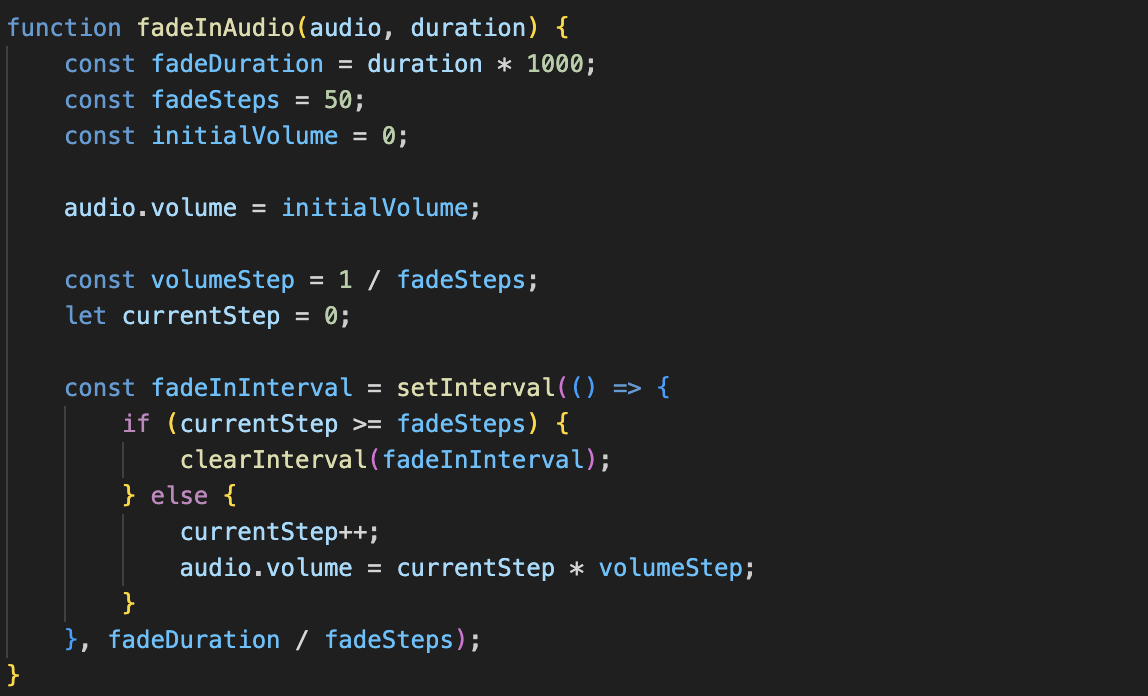 function fadeInAudio(audio, duration) {
    const fadeDuration = duration * 1000;
    const fadeSteps = 50;
    const initialVolume = 0;

    audio.volume = initialVolume;

    const volumeStep = 1 / fadeSteps;
    let currentStep = 0;

    const fadeInInterval = setInterval(() => {
        if (currentStep >= fadeSteps) {
            clearInterval(fadeInInterval);
        } else {
            currentStep++;
            audio.volume = currentStep * volumeStep;
        }
    }, fadeDuration / fadeSteps);
}